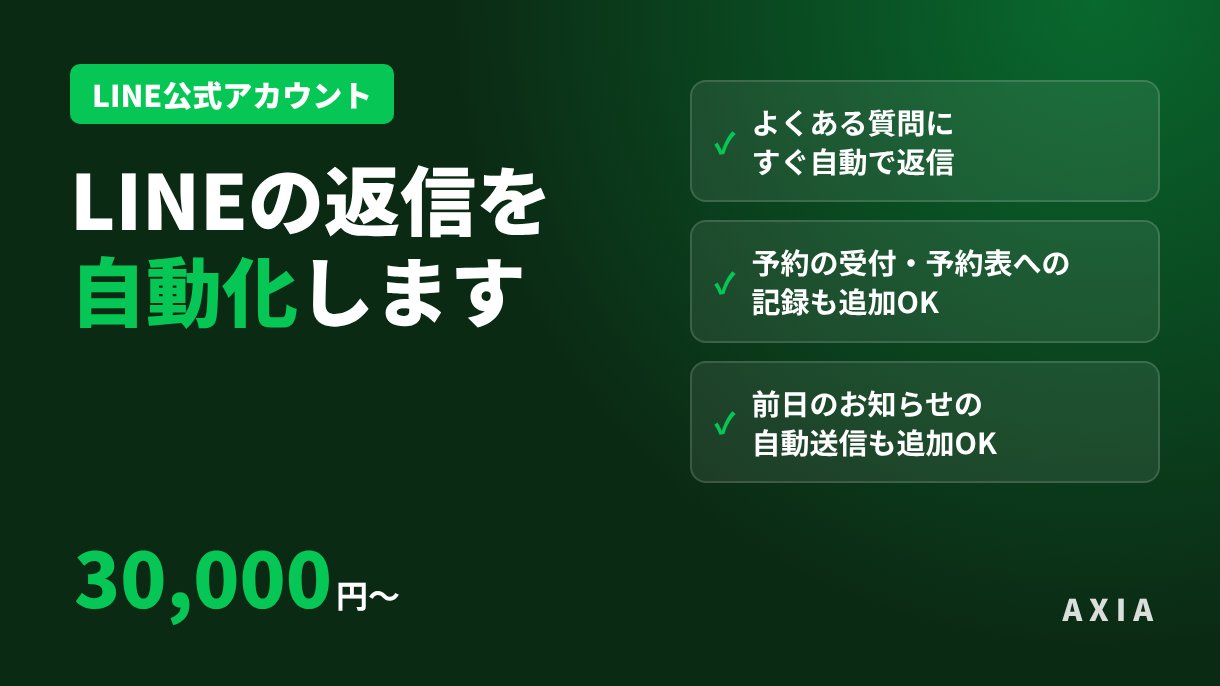 LINE公式アカウント
LINEの返信を
自動化します
✓ よくある質問に
すぐ自動で返信
✓ 予約の受付・予約表への
記録も追加OK
✓ 前日のお知らせの
自動送信も追加OK
30,000円〜
AXIA